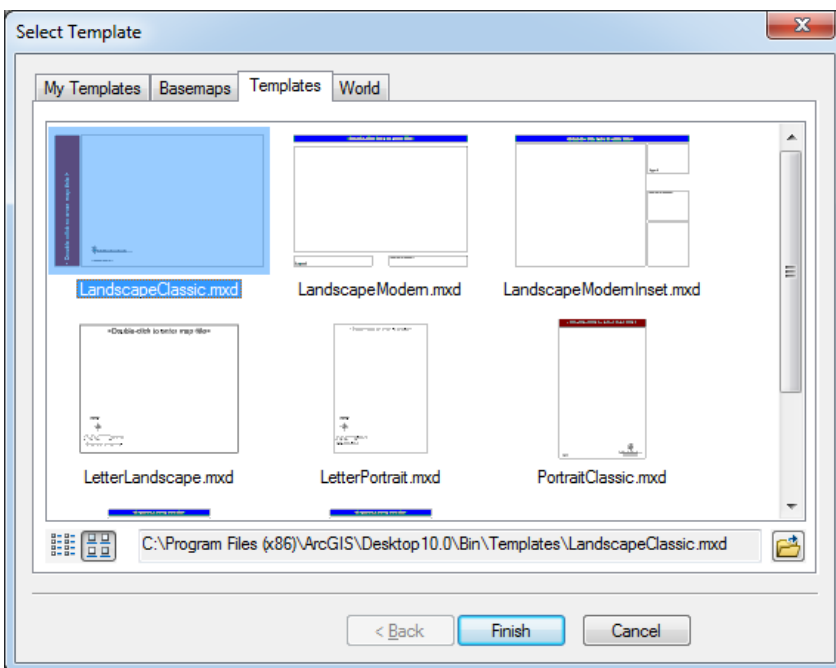 Select Template
My Templates Basemaps Templates World
LandscapeClassic.mxd LandscapeModern.mxd LandscapeModernInset.mxd
<Double-click to enter map title>
LetterLandscape.mxd LetterPortrait.mxd PortraitClassic.mxd
C:\Program Files (x86)\ArcGIS\Desktop10.0\Bin\Templates\LandscapeClassic.mxd
< Back Finish Cancel